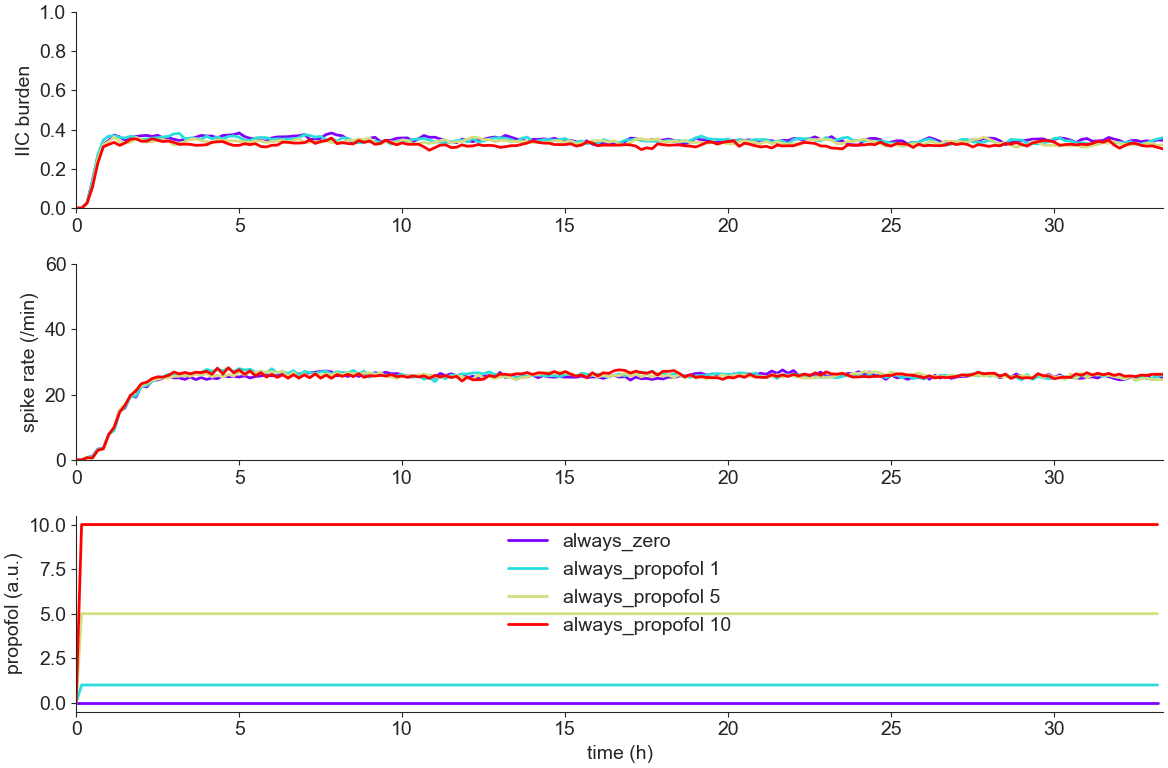 1.0
0.8
0.6
0.4
0.2
0.0
IIC burden
0 5 10 15 20 25 30
60
40
20
0
spike rate (/min)
0 5 10 15 20 25 30
10.0
7.5
5.0
2.5
0.0
propofol (a.u.)
always_zero
always_propofol 1
always_propofol 5
always_propofol 10
0 5 10 15 20 25 30
time (h)